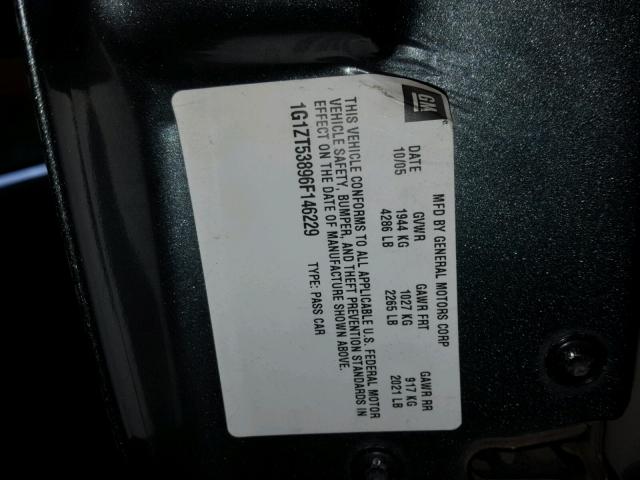 GM
MFD BY GENERAL MOTORS CORP
DATE GVWR GAWR FRT GAWR RR
10/05 1944 KG 1027 KG 917 KG
4286 LB 2265 LB 2021 LB
THIS VEHICLE CONFORMS TO ALL APPLICABLE U.S. FEDERAL MOTOR
VEHICLE SAFETY, BUMPER, AND THEFT PREVENTION STANDARDS IN
EFFECT ON THE DATE OF MANUFACTURE SHOWN ABOVE.
1G1ZT53896F146229 TYPE: PASS CAR